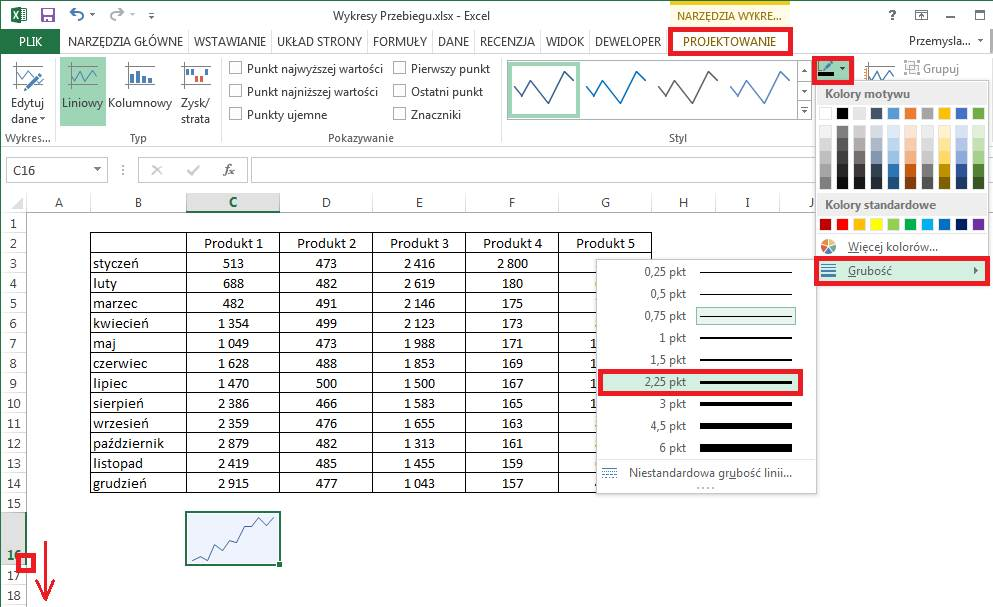 Wykresy Przebiegu.xlsx - Excel
NARZĘDZIA WYKRE...
?
PLIK NARZĘDZIA GŁÓWNE WSTAWIANIE UKŁAD STRONY FORMUŁY DANE RECENZJA WIDOK DEWELOPER PROJEKTOWANIE Przemysla...
Edytuj dane
Liniowy Kolumnowy Zysk/ strata
Punkt najwyższej wartości Pierwszy punkt
Punkt najniższej wartości Ostatni punkt
Punkty ujemne Znaczniki
Grupuj
Wykres... Typ Pokazywanie Styl
Kolory motywu
Kolory standardowe
Więcej kolorów...
Grubość
C16 fx
A B C D E F G H I J
1
2 Produkt 1 Produkt 2 Produkt 3 Produkt 4 Produkt 5
3 styczeń 513 473 2 416 2 800
4 luty 688 482 2 619 180
5 marzec 482 491 2 146 175
6 kwiecień 1 354 499 2 123 173
7 maj 1 049 473 1 988 171 1
8 czerwiec 1 628 488 1 853 169 1
9 lipiec 1 470 500 1 500 167 1
10 sierpień 2 386 466 1 583 165 1
11 wrzesień 2 359 476 1 655 163
12 październik 2 879 482 1 313 161
13 listopad 2 419 485 1 455 159
14 grudzień 2 915 477 1 043 157
15
16
17
18
0,25 pkt
0,5 pkt
0,75 pkt
1 pkt
1,5 pkt
2,25 pkt
3 pkt
4,5 pkt
6 pkt
Niestandardowa grubość linii...